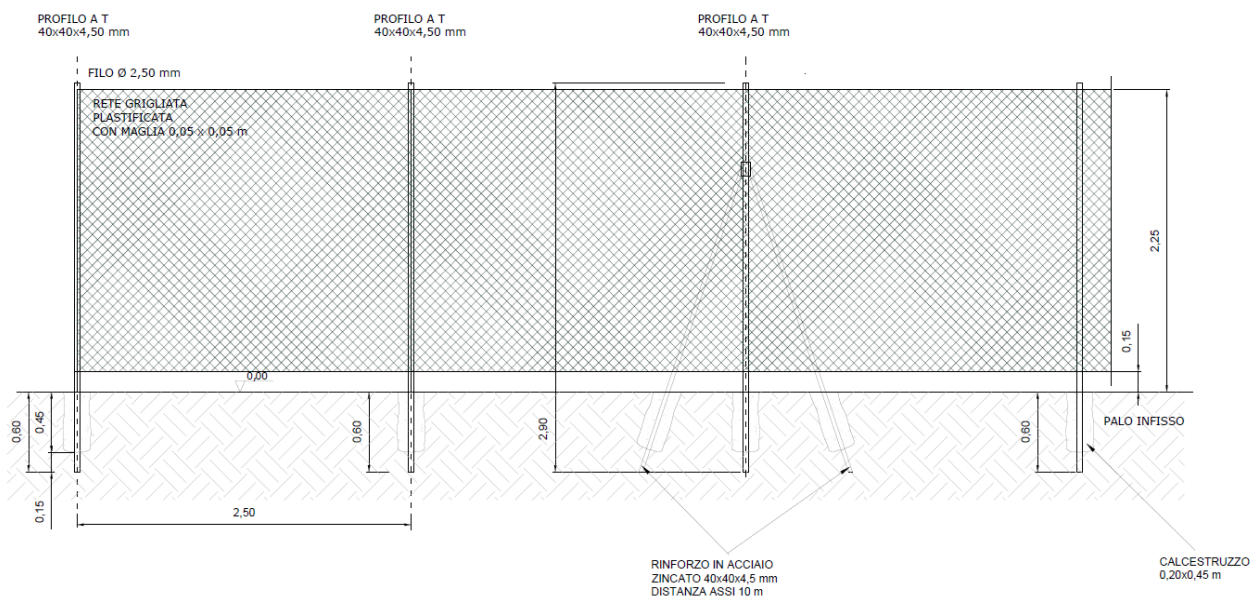 PROFILO A T
40x40x4,50 mm
PROFILO A T
40x40x4,50 mm
PROFILO A T
40x40x4,50 mm
FILO Ø 2,50 mm
RETE GRIGLIATA
PLASTIFICATA
CON MAGLIA 0,05 x 0,05 m
2,25
0,15
0,00
0,60
0,45
0,60
2,90
0,60
PALO INFISSO
0,15
2,50
RINFORZO IN ACCIAIO
ZINCATO 40x40x4,5 mm
DISTANZA ASSI 10 m
CALCESTRUZZO
0,20x0,45 m